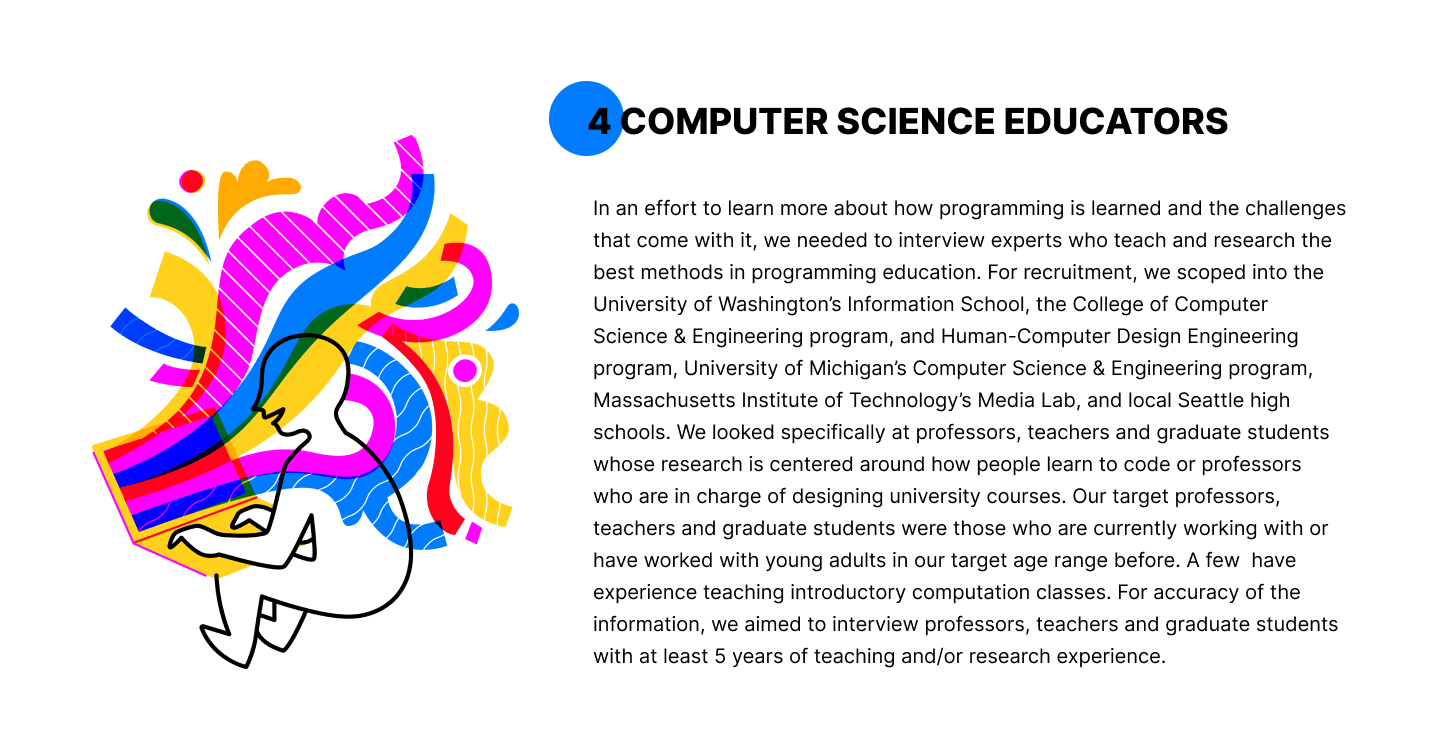 4 COMPUTER SCIENCE EDUCATORS
In an effort to learn more about how programming is learned and the challenges
that come with it, we needed to interview experts who teach and research the
best methods in programming education. For recruitment, we scoped into the
University of Washington’s Information School, the College of Computer
Science & Engineering program, and Human-Computer Design Engineering
program, University of Michigan’s Computer Science & Engineering program,
Massachusetts Institute of Technology’s Media Lab, and local Seattle high
schools. We looked specifically at professors, teachers and graduate students
whose research is centered around how people learn to code or professors
who are in charge of designing university courses. Our target professors,
teachers and graduate students were those who are currently working with or
have worked with young adults in our target age range before. A few  have
experience teaching introductory computation classes. For accuracy of the
information, we aimed to interview professors, teachers and graduate students
with at least 5 years of teaching and/or research experience.